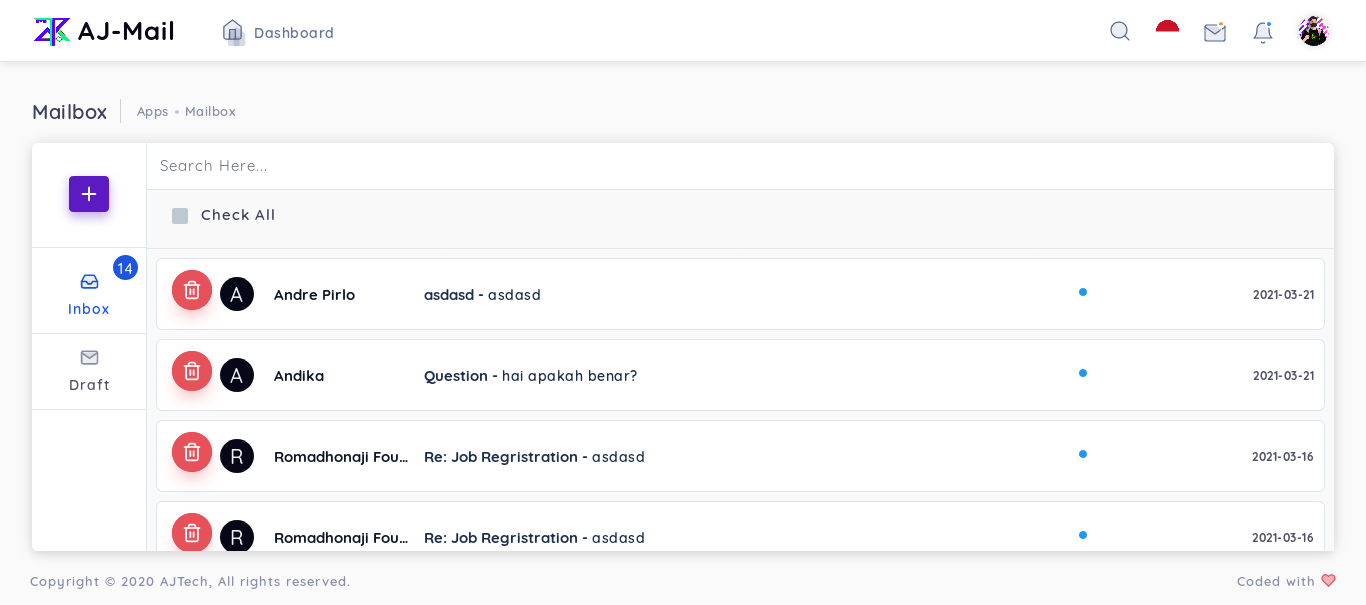 AJ-Mail
Dashboard
Mailbox
Apps
Mailbox
Search Here...
Check All
14
Inbox
Draft
A Andre Pirlo asdasd - asdasd 2021-03-21
A Andika Question - hai apakah benar? 2021-03-21
R Romadhonaji Fou... Re: Job Regristration - asdasd 2021-03-16
R Romadhonaji Fou... Re: Job Regristration - asdasd 2021-03-16
Copyright © 2020 AJTech, All rights reserved.
Coded with